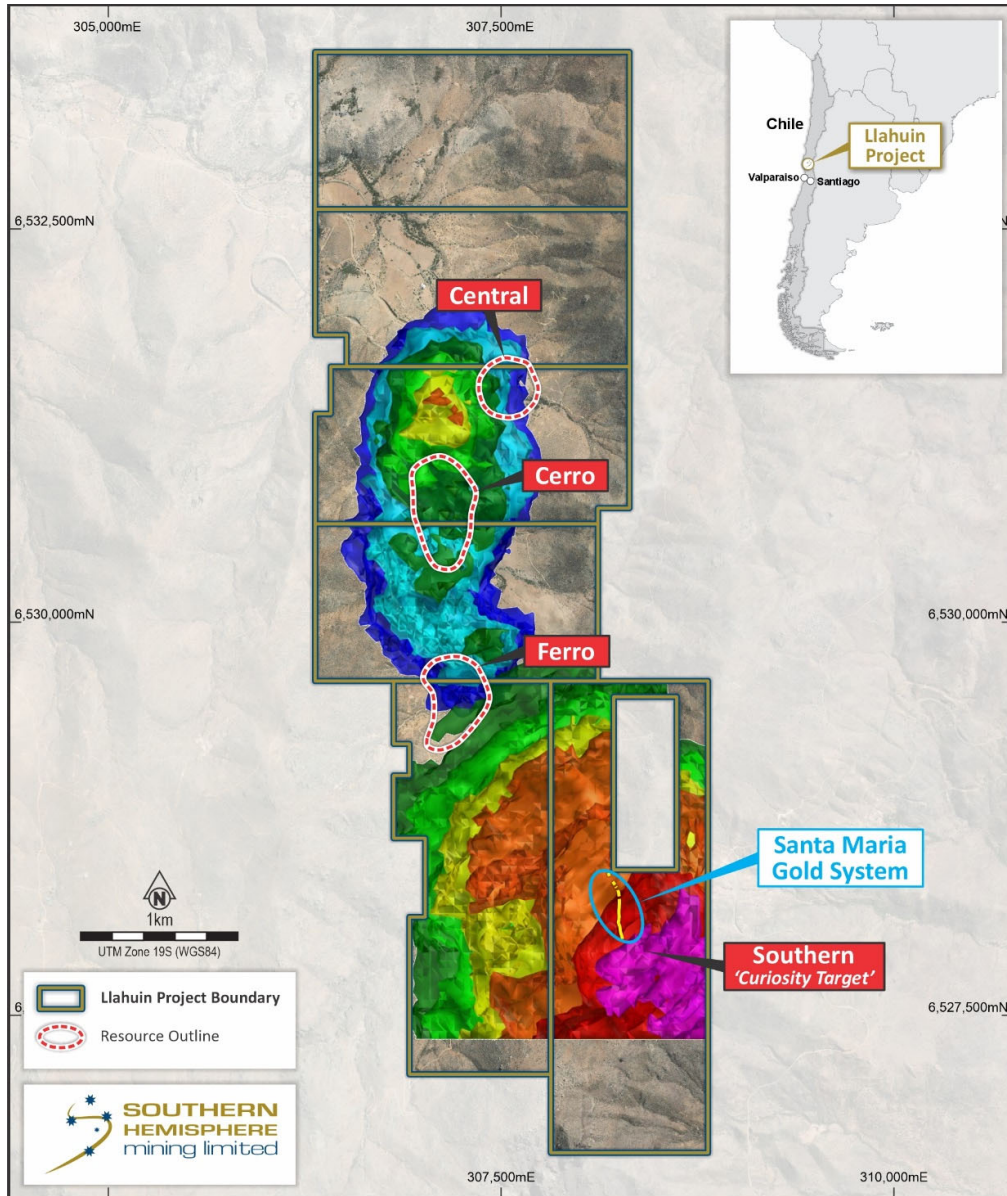 305,000mE
307,500mE
Chile
Llahuin
Project
Valparaiso
Santiago
6,532,500mN
Central
Cerro
6,530,000mN
6,530,000mN
Ferro
Santa Maria
Gold System
N
1km
UTM Zone 19S (WGS84)
Southern
'Curiosity Target'
6,
6,527,500mN
Llahuin Project Boundary
Resource Outline
SOUTHERN
HEMISPHERE
mining limited
307,500mE
310,000mE